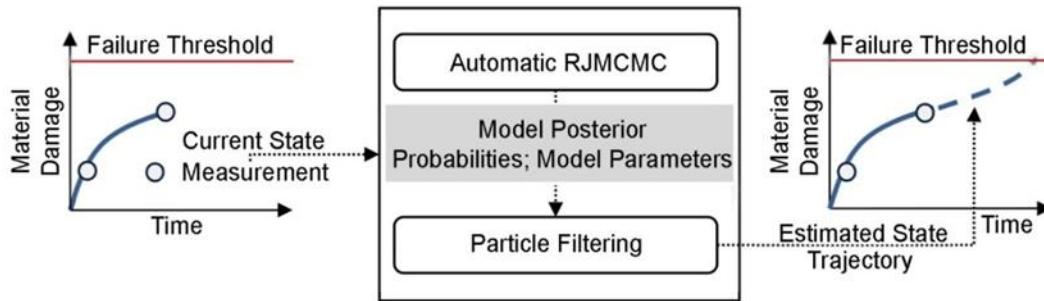 Failure Threshold
Material
Damage
Current State
Measurement
Time
Automatic RJMCMC
Model Posterior
Probabilities; Model Parameters
Particle Filtering
Failure Threshold
Material
Damage
Time
Estimated State
Trajectory